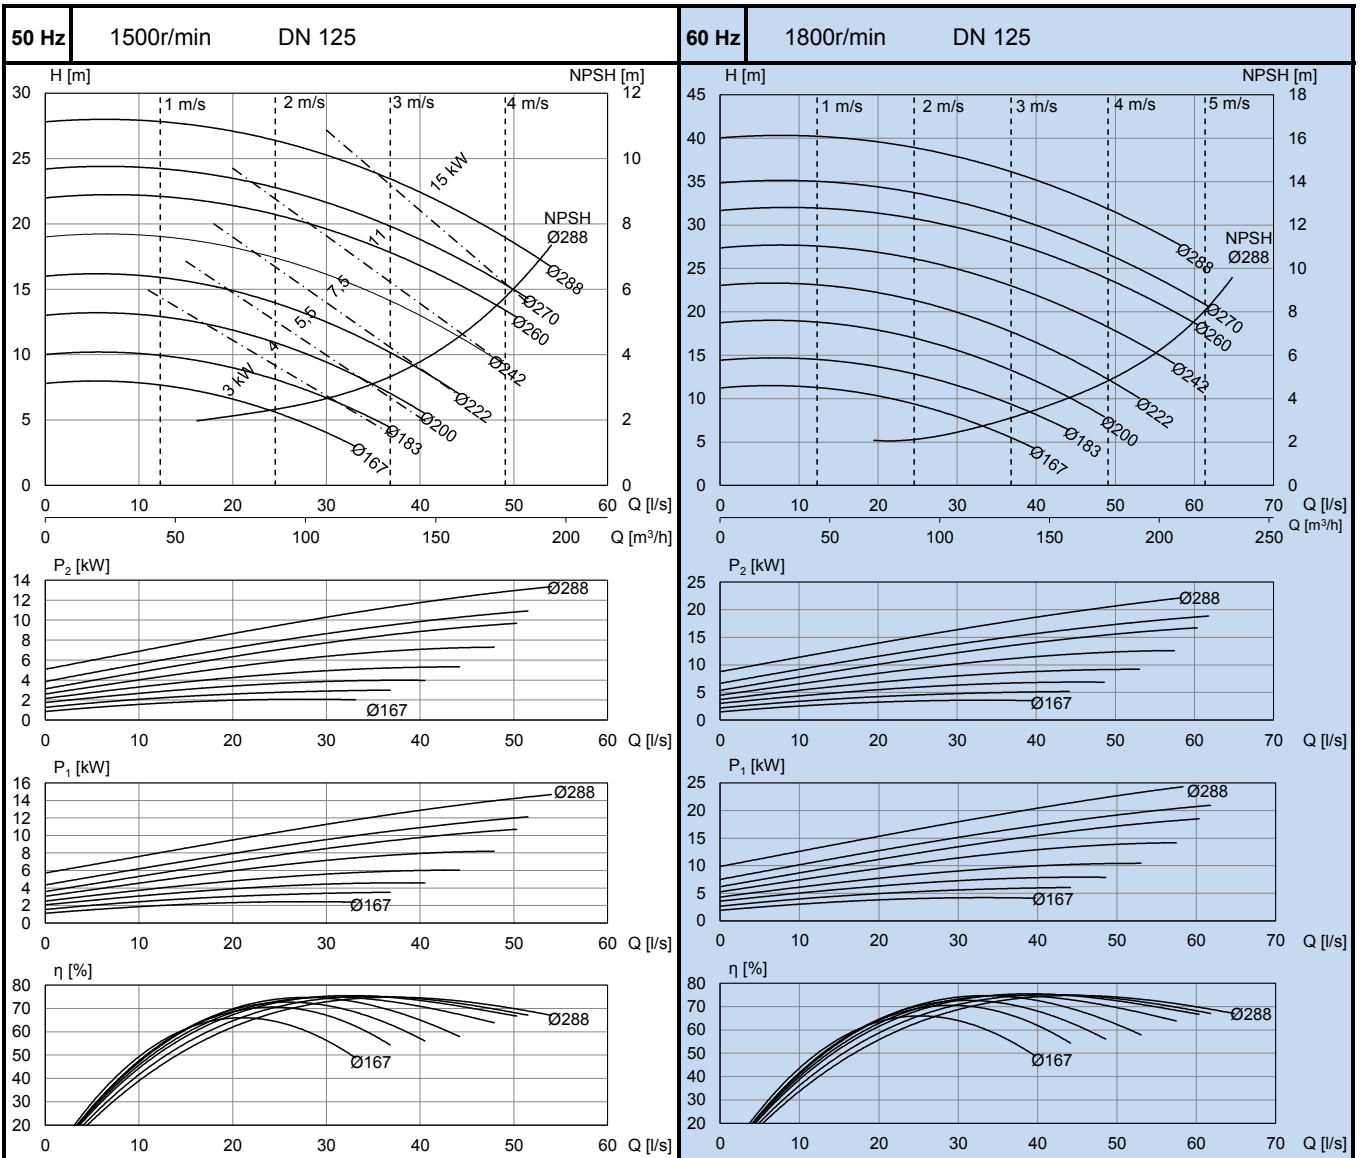 50 Hz 1500r/min DN 125
H [m] NPSH [m]
30 1 m/s 2 m/s 3 m/s 4 m/s 12
25 15 kW 10
20 NPSH 8
Ø288
11
15 7,5 Ø288 6
5,5 Ø270
Ø260
10 4 Ø242 4
3 kW Ø222
5 Ø200 2
Ø183
Ø167
0 0
0 10 20 30 40 50 60 Q [l/s]
0 50 100 150 200 Q [m³/h]
P₂ [kW]
14
12 Ø288
10
8
6
4
2 Ø167
0
0 10 20 30 40 50 60 Q [l/s]
P₁ [kW]
16
14 Ø288
12
10
8
6
4
2 Ø167
0
0 10 20 30 40 50 60 Q [l/s]
η [%]
80
70 Ø288
60
50 Ø167
40
30
20
0 10 20 30 40 50 60 Q [l/s]
60 Hz 1800r/min DN 125
H [m] NPSH [m]
45 1 m/s 2 m/s 3 m/s 4 m/s 5 m/s 18
40 16
35 14
30 12
NPSH
Ø288
25 Ø288 10
20 Ø270 8
Ø260
15 Ø242 6
10 Ø222 4
Ø200
5 Ø183 2
Ø167
0 0
0 10 20 30 40 50 60 70 Q [l/s]
0 50 100 150 200 250 Q [m³/h]
P₂ [kW]
25
20 Ø288
15
10
5 Ø167
0
0 10 20 30 40 50 60 70 Q [l/s]
P₁ [kW]
25 Ø288
20
15
10
5 Ø167
0
0 10 20 30 40 50 60 70 Q [l/s]
η [%]
80
70 Ø288
60
50 Ø167
40
30
20
0 10 20 30 40 50 60 70 Q [l/s]